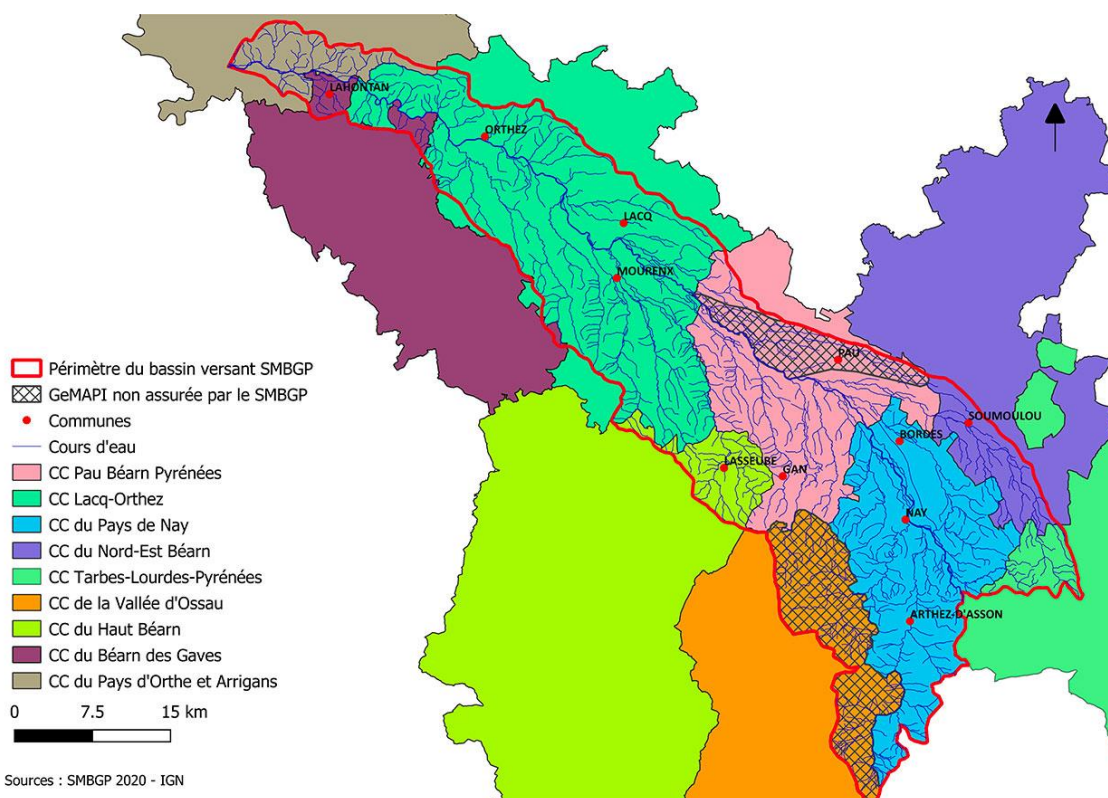 LAHONTAN
ORTHEZ
LACQ
MOURENX
PAU
SOUMOULOU
BORDES
LASSEUBE
GAN
NAY
ARTHEZ-D'ASSON
Périmètre du bassin versant SMBGP
GeMAPI non assurée par le SMBGP
Communes
Cours d'eau
CC Pau Béarn Pyrénées
CC Lacq-Orthez
CC du Pays de Nay
CC du Nord-Est Béarn
CC Tarbes-Lourdes-Pyrénées
CC de la Vallée d'Ossau
CC du Haut Béarn
CC du Béarn des Gaves
CC du Pays d'Orthe et Arrigans
0 7.5 15 km
Sources : SMBGP 2020 - IGN